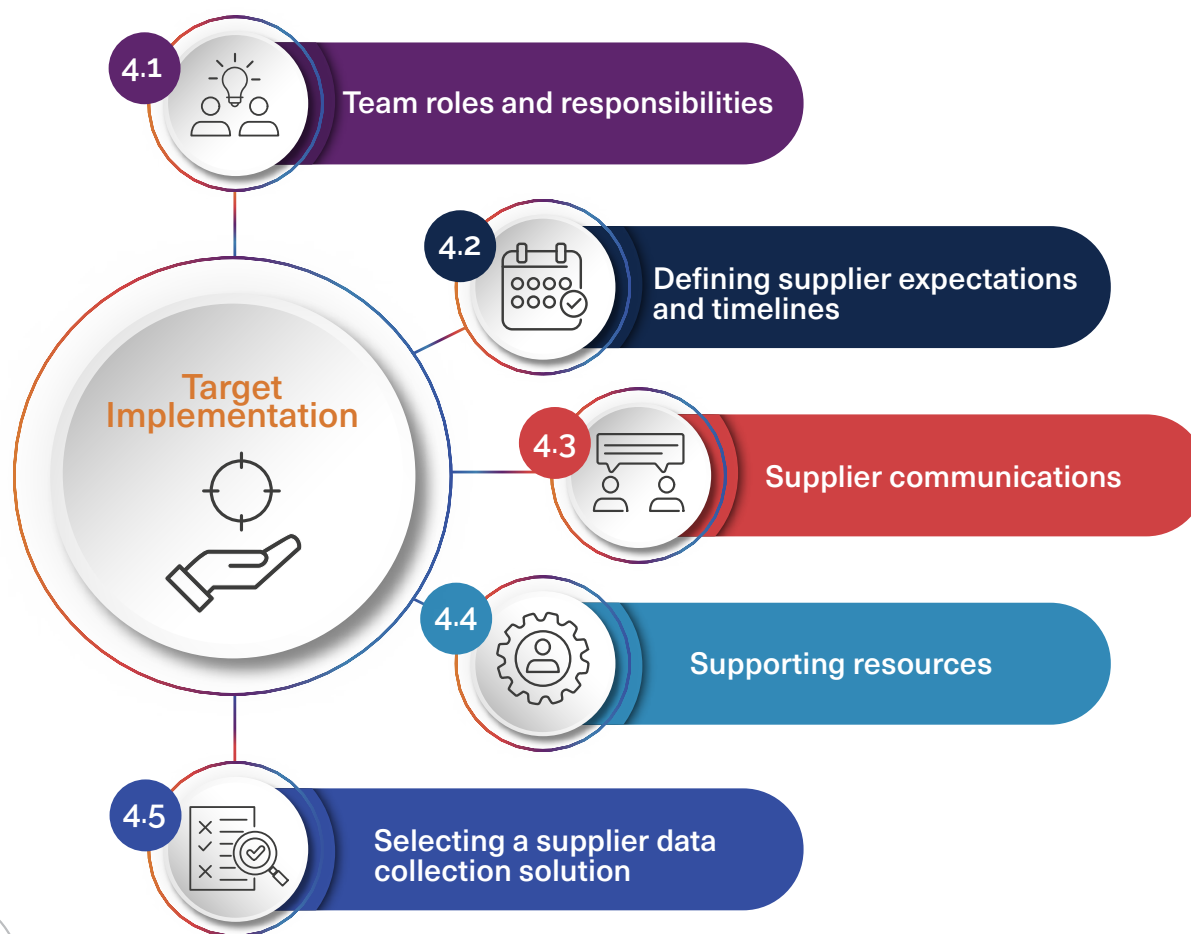 4.1
Team roles and responsibilities
4.2
Defining supplier expectations
and timelines
Target
Implementation
4.3
Supplier communications
4.4
Supporting resources
4.5
Selecting a supplier data
collection solution